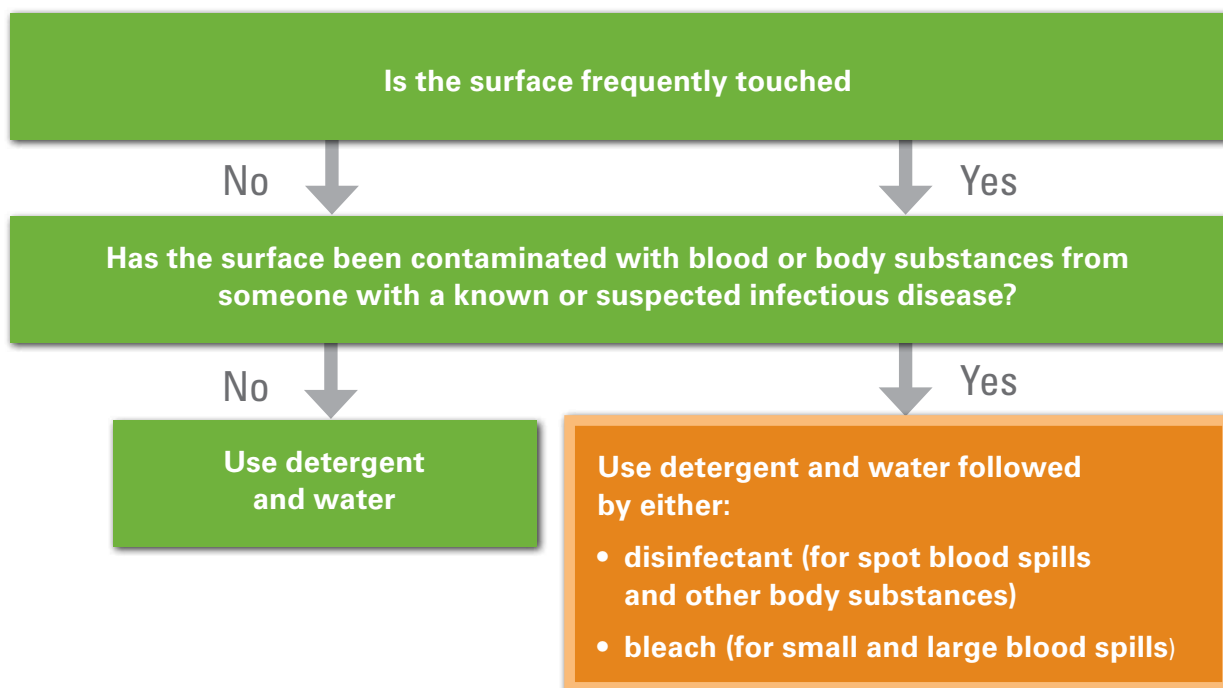 Is the surface frequently touched
No
Yes
Has the surface been contaminated with blood or body substances from
someone with a known or suspected infectious disease?
No
Yes
Use detergent
and water
Use detergent and water followed
by either:
• disinfectant (for spot blood spills
and other body substances)
• bleach (for small and large blood spills)